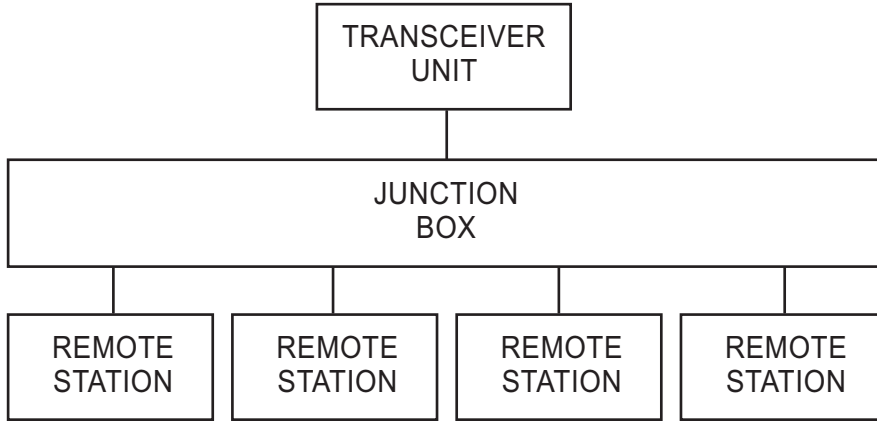 TRANSCEIVER
UNIT
JUNCTION
BOX
REMOTE
STATION
REMOTE
STATION
REMOTE
STATION
REMOTE
STATION